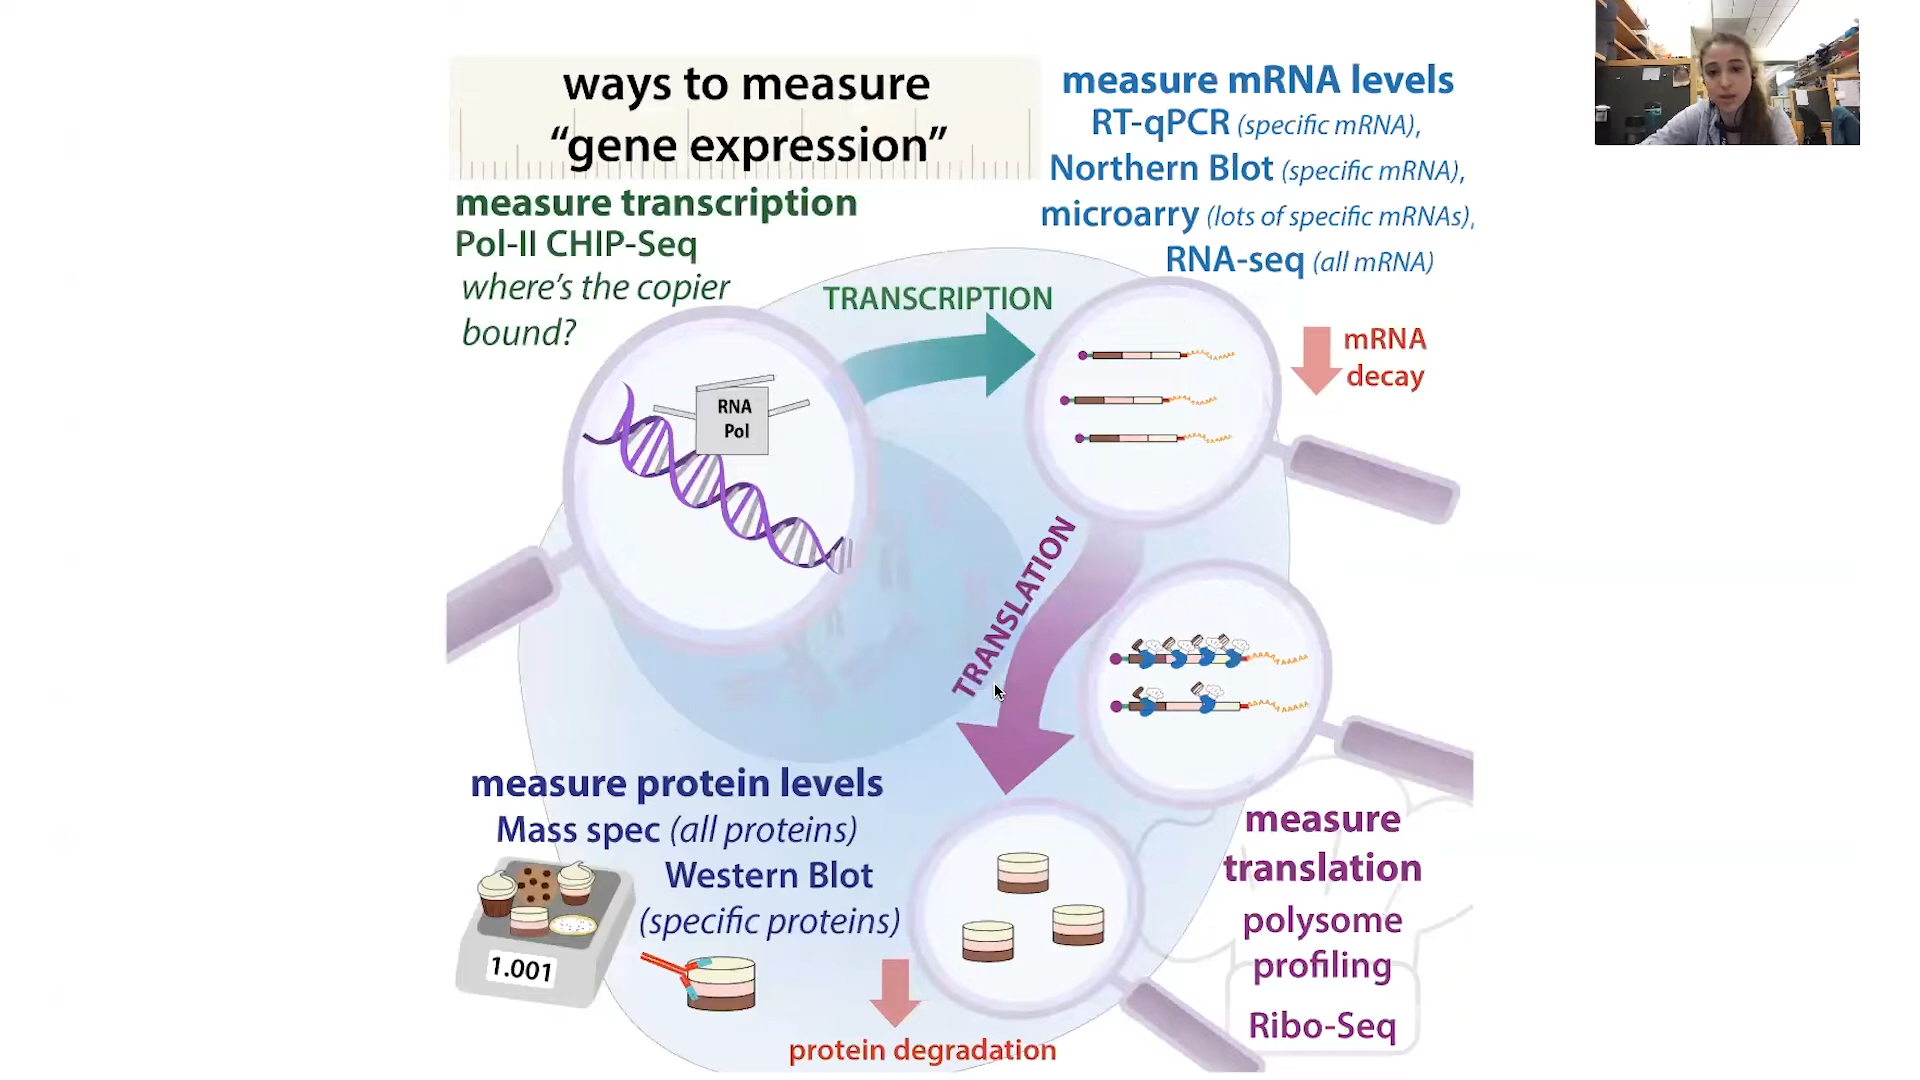 ways to measure
“gene expression”
measure transcription
Pol-II CHIP-Seq
where’s the copier
bound?
measure mRNA levels
RT-qPCR (specific mRNA),
Northern Blot (specific mRNA),
microarry (lots of specific mRNAs),
RNA-seq (all mRNA)
TRANSCRIPTION
mRNA
decay
RNA
Pol
TRANSLATION
measure protein levels
Mass spec (all proteins)
Western Blot
(specific proteins)
1.001
protein degradation
measure
translation
polysome
profiling
Ribo-Seq